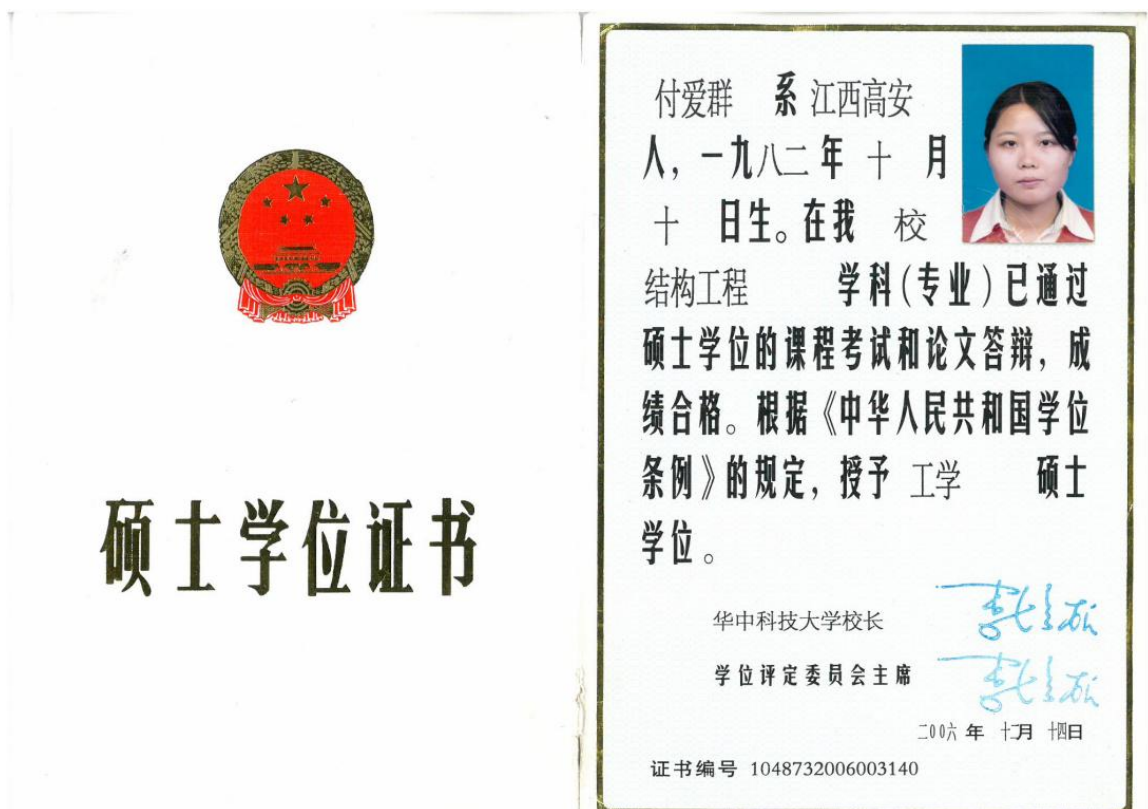 硕士学位证书
付爱群 系 江西高安
人，一九八二年 十 月
十 日生。在我 校
结构工程 学科(专业)已通过
硕士学位的课程考试和论文答辩，成
绩合格。根据《中华人民共和国学位
条例》的规定，授予 工学 硕士
学位。
华中科技大学校长
学位评定委员会主席
二00六 年 十二月 十四日
证书编号 1048732006003140